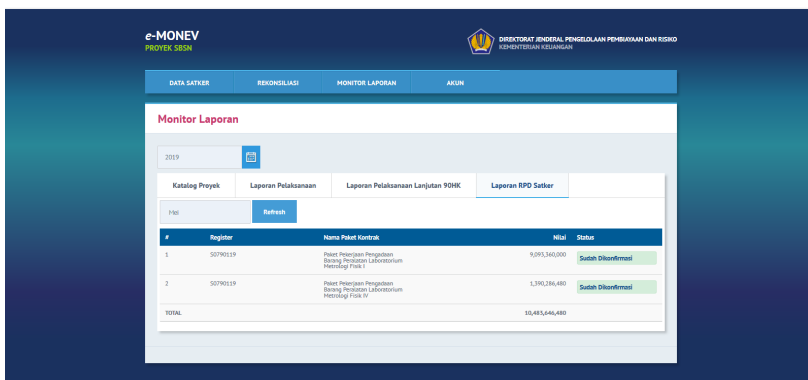 e-MONEV
PROYEK SBSN
DIREKTORAT JENDERAL PENGELOLAAN PEMBIAYAAN DAN RISIKO
KEMENTERIAN KEUANGAN
DATA SATKER REKONSILIASI MONITOR LAPORAN AKUN
Monitor Laporan
2019
Katalog Proyek Laporan Pelaksanaan Laporan Pelaksanaan Lanjutan 90HK Laporan RPD Satker
Mei Refresh
# Register Nama Paket Kontrak Nilai Status
1 S0790119 Paket Pekerjaan Pengadaan 9,093,360,000 Sudah Dikonfirmasi
Barang Peralatan Laboratorium
Metrologi Fisik I
2 S0790119 Paket Pekerjaan Pengadaan 1,390,286,480 Sudah Dikonfirmasi
Barang Peralatan Laboratorium
Metrologi Fisik IV
TOTAL 10,483,646,480